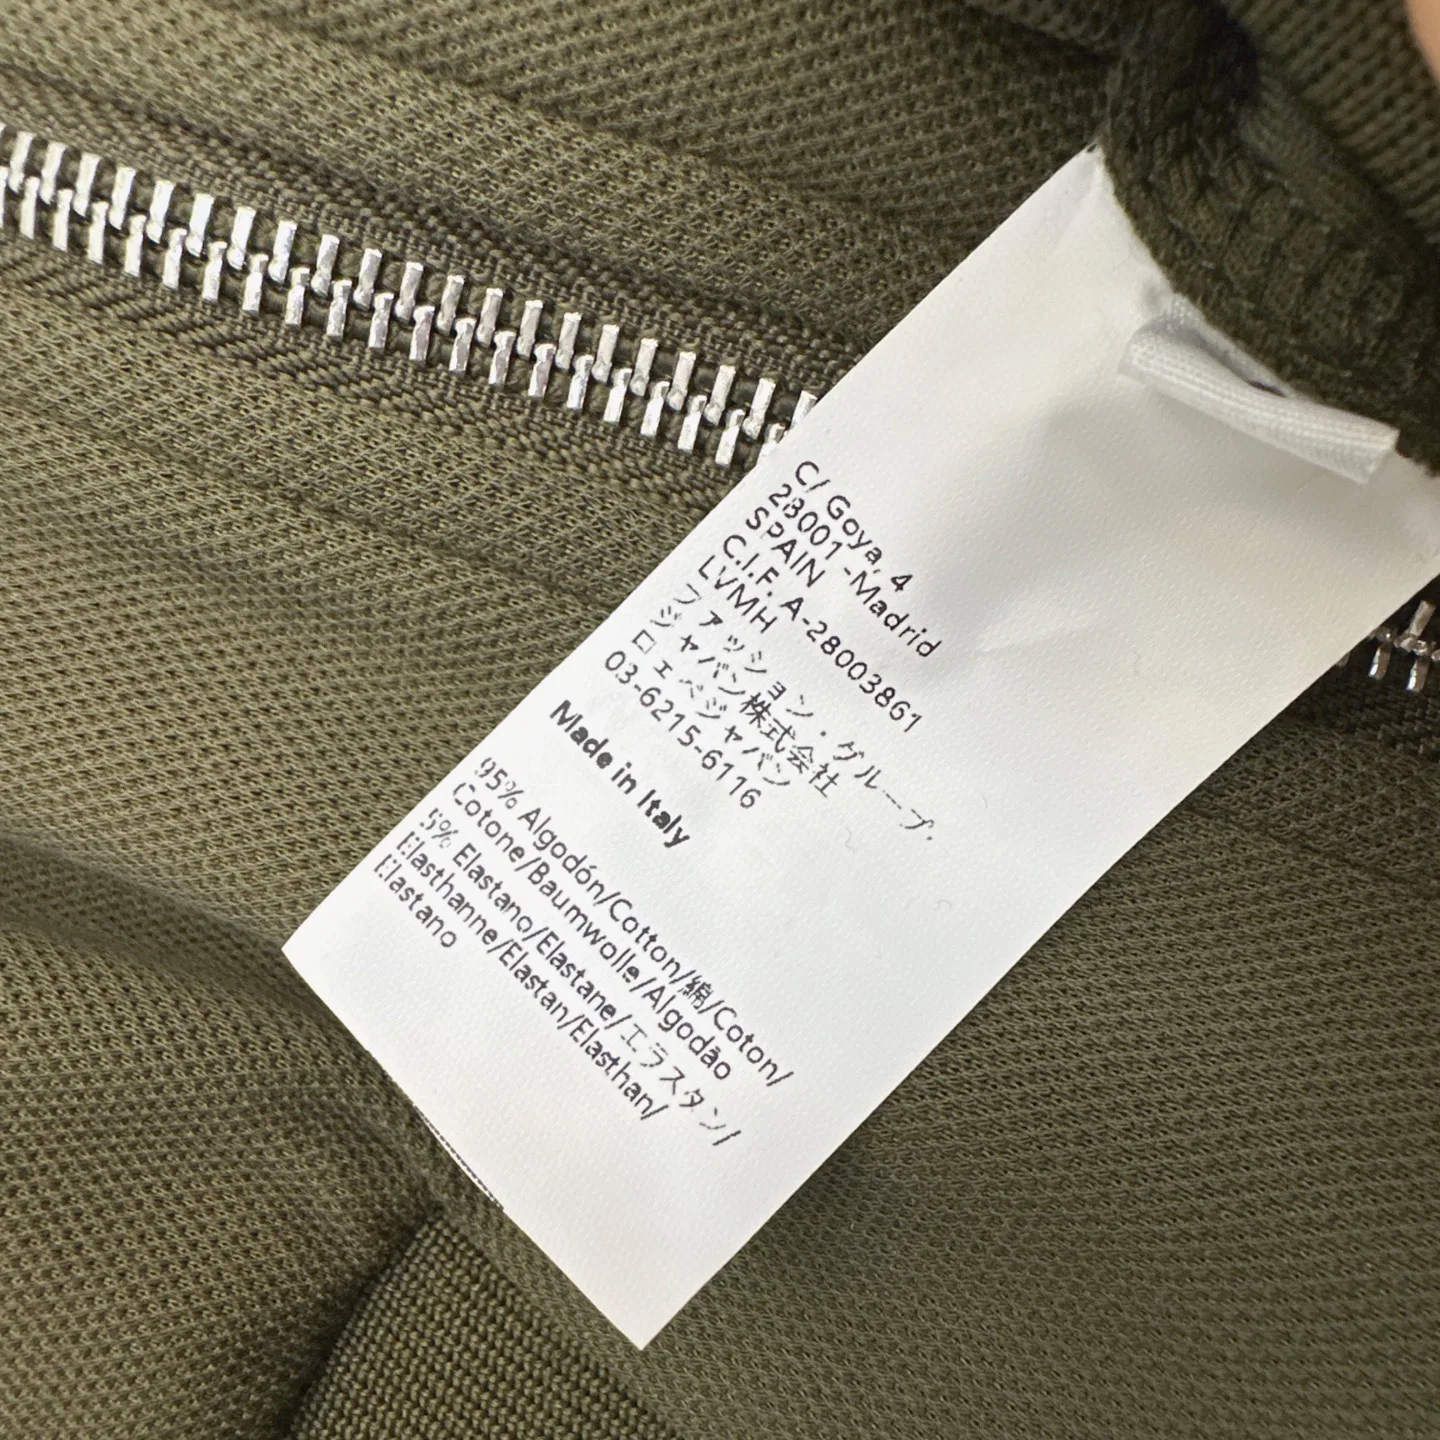 C/ Goya, 4
28001 -Madrid
SPAIN
C.I.F. A-28003861
LVMH
ファッション・グループ・
ジャパン株式会社
ロエベジャパン
03-6215-6116
Made in Italy
95% Algodón/Cotton/綿/Coton/
Cotone/Baumwolle/Algodão
5% Elastano/Elastane/エラスタン/
Elasthanne/Elastan/Elasthan/
Elastano